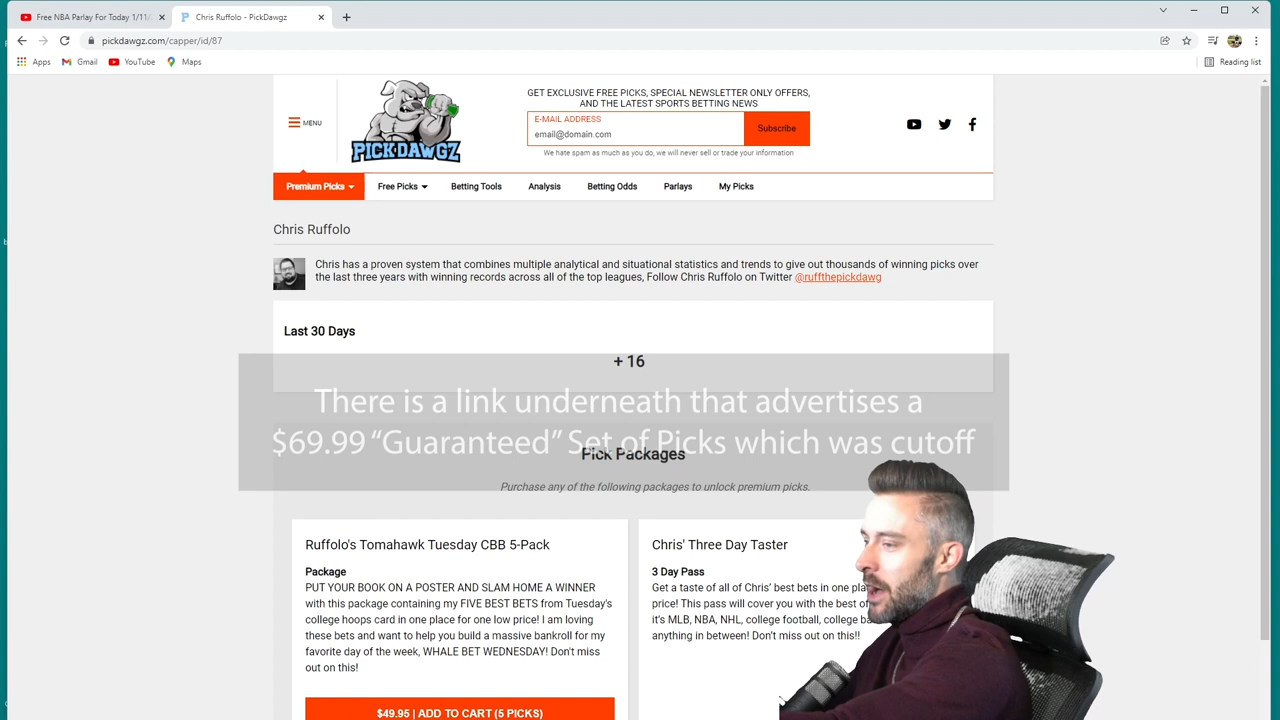 Free NBA Parlay For Today 1/11/
Chris Ruffolo - PickDawgz
pickdawgz.com/capper/id/87
Apps
Gmail
YouTube
Maps
Reading list
MENU
PICKDAWGZ
GET EXCLUSIVE FREE PICKS, SPECIAL NEWSLETTER ONLY OFFERS,
AND THE LATEST SPORTS BETTING NEWS
E-MAIL ADDRESS
email@domain.com
Subscribe
We hate spam as much as you do, we will never sell or trade your information
Premium Picks
Free Picks
Betting Tools
Analysis
Betting Odds
Parlays
My Picks
Chris Ruffolo
Chris has a proven system that combines multiple analytical and situational statistics and trends to give out thousands of winning picks over
the last three years with winning records across all of the top leagues, Follow Chris Ruffolo on Twitter @ruffthepickdawg
Last 30 Days
+ 16
There is a link underneath that advertises a
$69.99 “Guaranteed” Set of Picks which was cutoff
Pick Packages
Purchase any of the following packages to unlock premium picks.
Ruffolo's Tomahawk Tuesday CBB 5-Pack
Package
PUT YOUR BOOK ON A POSTER AND SLAM HOME A WINNER
with this package containing my FIVE BEST BETS from Tuesday's
college hoops card in one place for one low price! I am loving
these bets and want to help you build a massive bankroll for my
favorite day of the week, WHALE BET WEDNESDAY! Don't miss
out on this!
$49.95 | ADD TO CART (5 PICKS)
Chris' Three Day Taster
3 Day Pass
Get a taste of all of Chris' best bets in one pla
price! This pass will cover you with the best of
it's MLB, NBA, NHL, college football, college ba
anything in between! Don't miss out on this!!